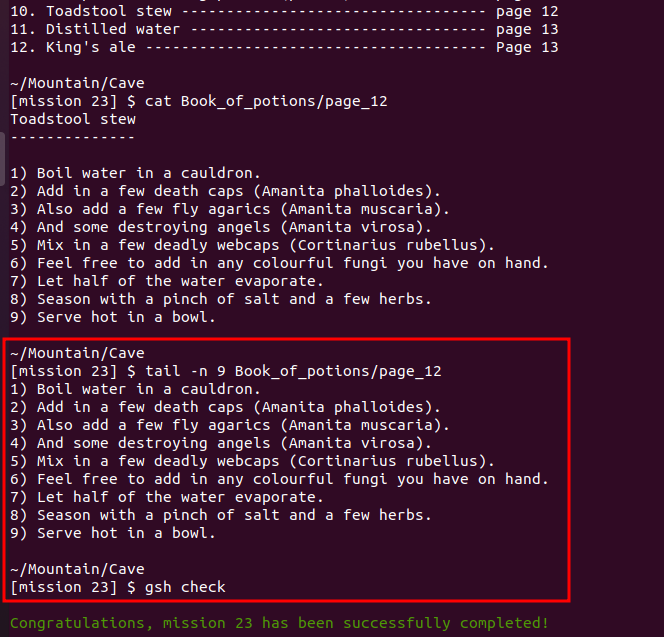 10. Toadstool stew ---------------------------------- page 12
11. Distilled water --------------------------------- page 13
12. King's ale -------------------------------------- Page 13
~/Mountain/Cave
[mission 23] $ cat Book_of_potions/page_12
Toadstool stew
--------------
1) Boil water in a cauldron.
2) Add in a few death caps (Amanita phalloides).
3) Also add a few fly agarics (Amanita muscaria).
4) And some destroying angels (Amanita virosa).
5) Mix in a few deadly webcaps (Cortinarius rubellus).
6) Feel free to add in any colourful fungi you have on hand.
7) Let half of the water evaporate.
8) Season with a pinch of salt and a few herbs.
9) Serve hot in a bowl.
~/Mountain/Cave
[mission 23] $ tail -n 9 Book_of_potions/page_12
1) Boil water in a cauldron.
2) Add in a few death caps (Amanita phalloides).
3) Also add a few fly agarics (Amanita muscaria).
4) And some destroying angels (Amanita virosa).
5) Mix in a few deadly webcaps (Cortinarius rubellus).
6) Feel free to add in any colourful fungi you have on hand.
7) Let half of the water evaporate.
8) Season with a pinch of salt and a few herbs.
9) Serve hot in a bowl.
~/Mountain/Cave
[mission 23] $ gsh check
Congratulations, mission 23 has been successfully completed!